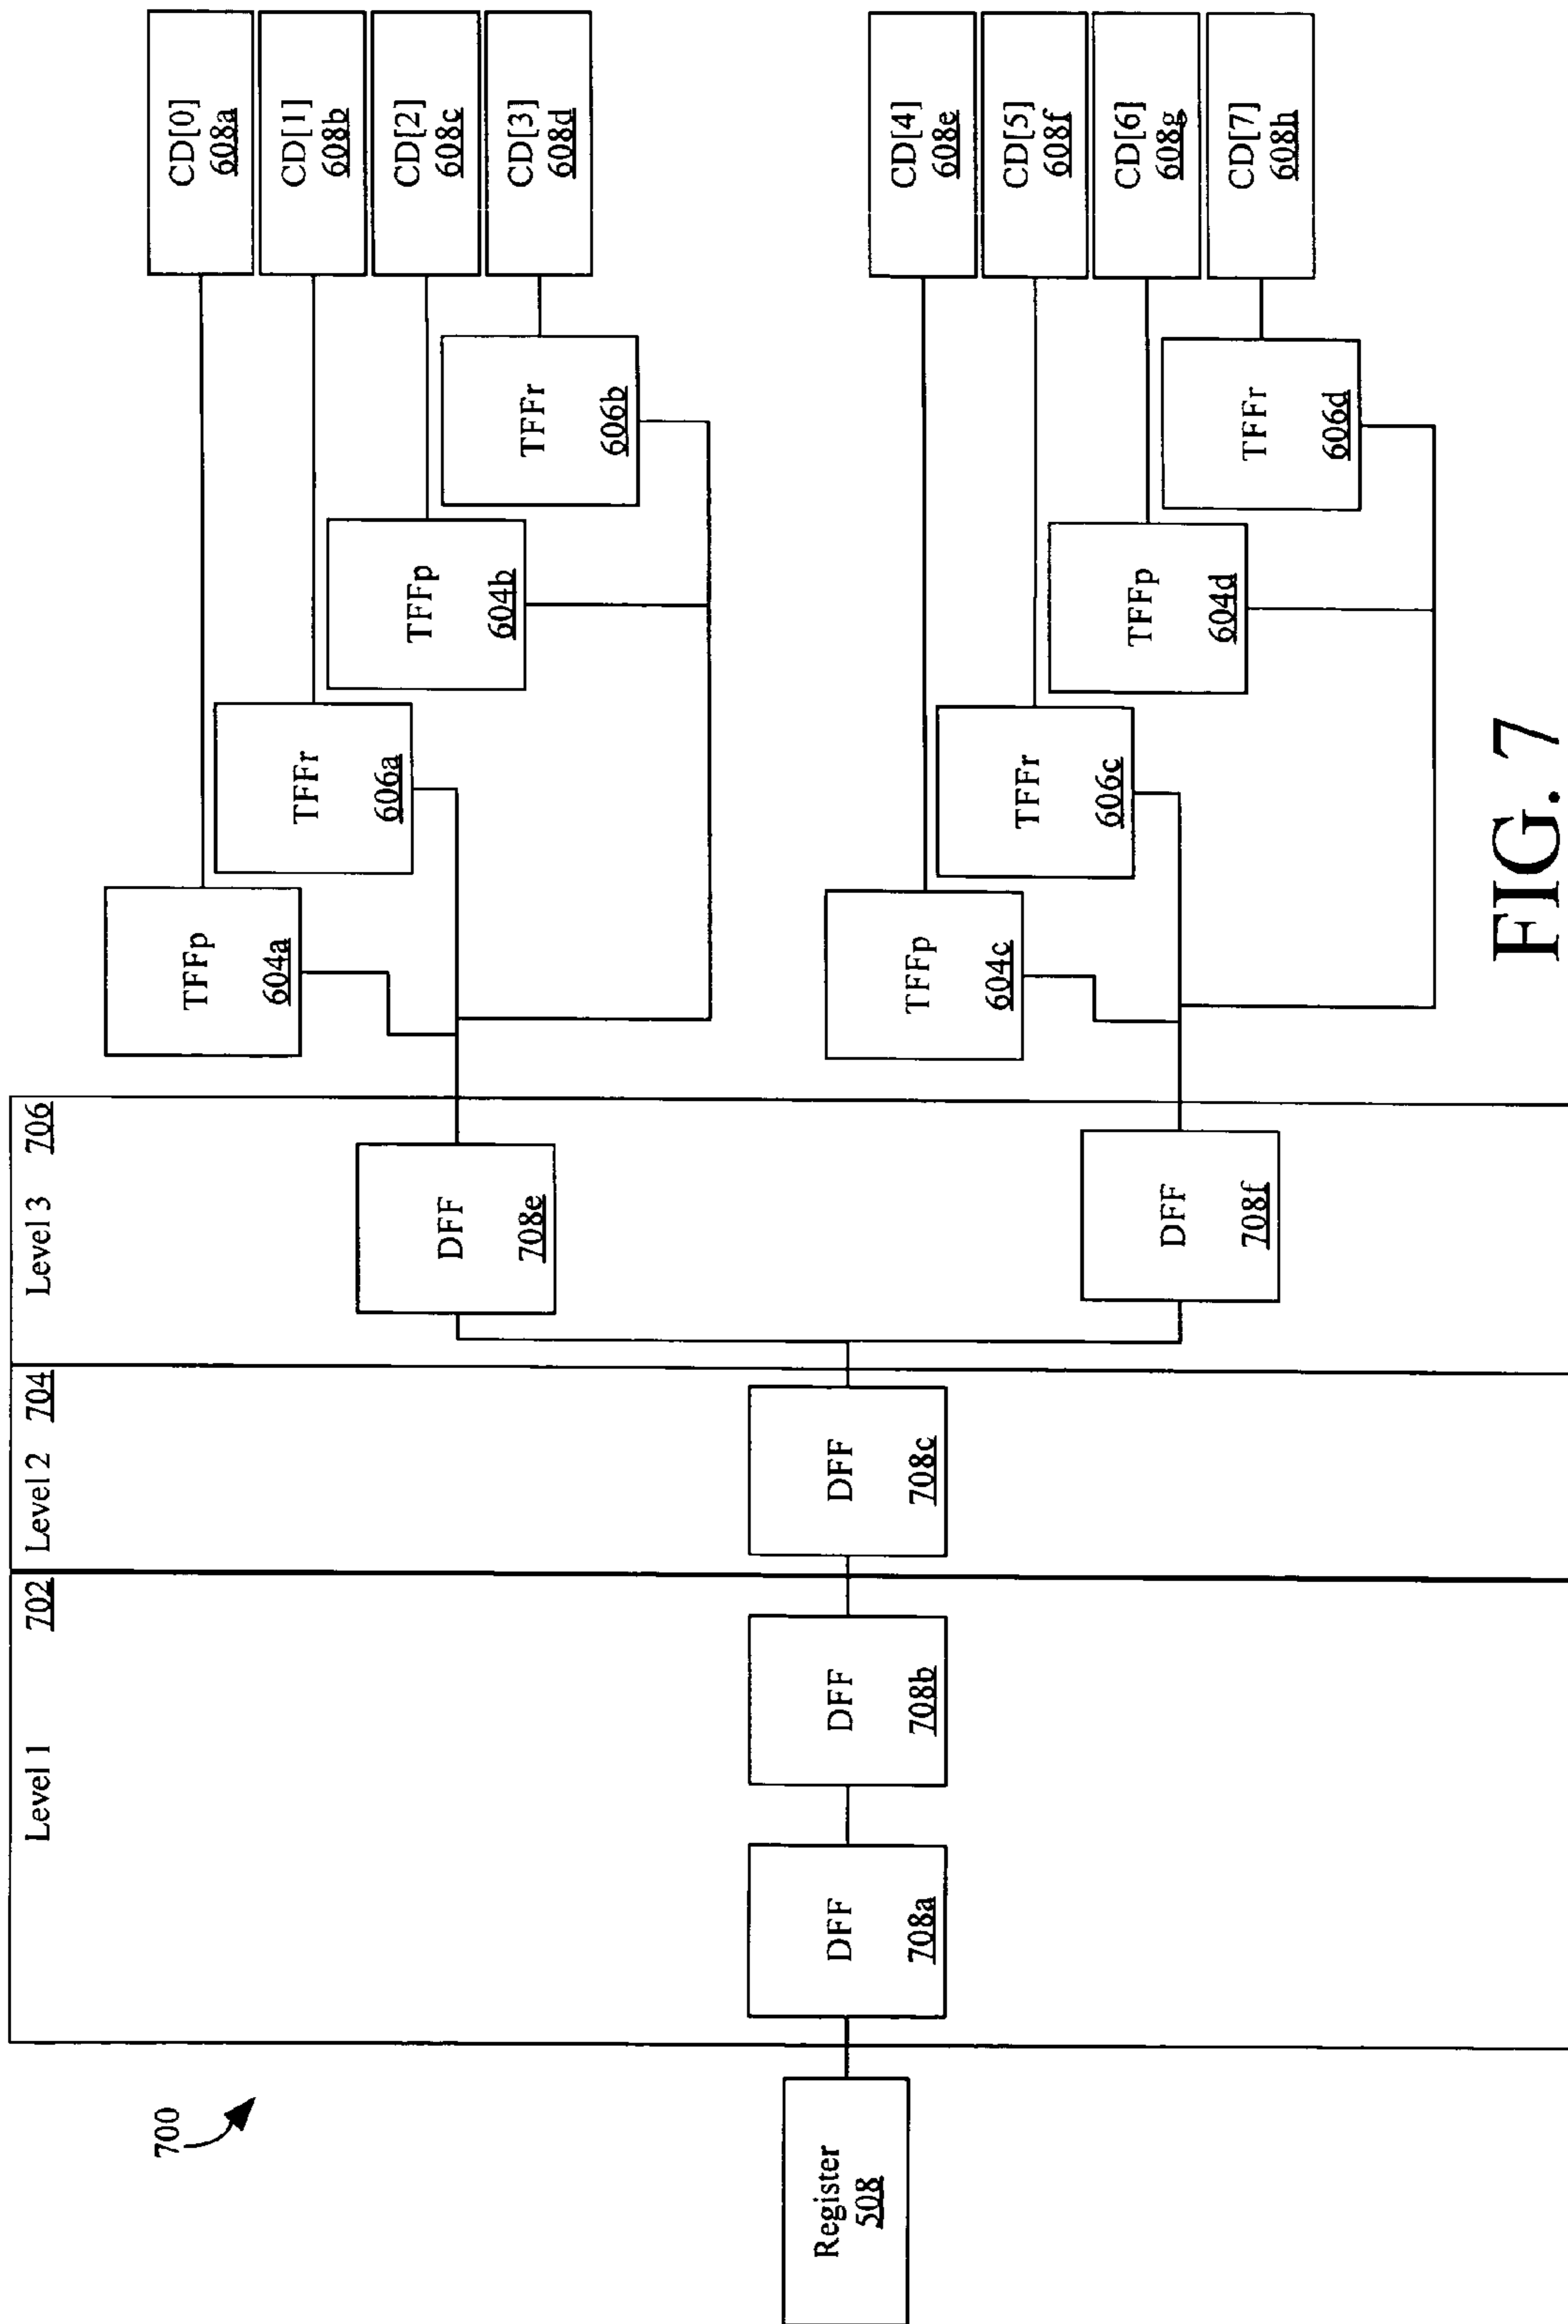 700
Register
508
Level 1 702
DFF
708a
DFF
708b
Level 2 704
DFF
708c
Level 3 706
DFF
708e
DFF
708f
TFFp
604a
TFFr
606a
TFFp
604b
TFFr
606b
CD[0]
608a
CD[1]
608b
CD[2]
608c
CD[3]
608d
TFFp
604c
TFFr
606c
TFFp
604d
TFFr
606d
CD[4]
608e
CD[5]
608f
CD[6]
608g
CD[7]
608h
FIG. 7